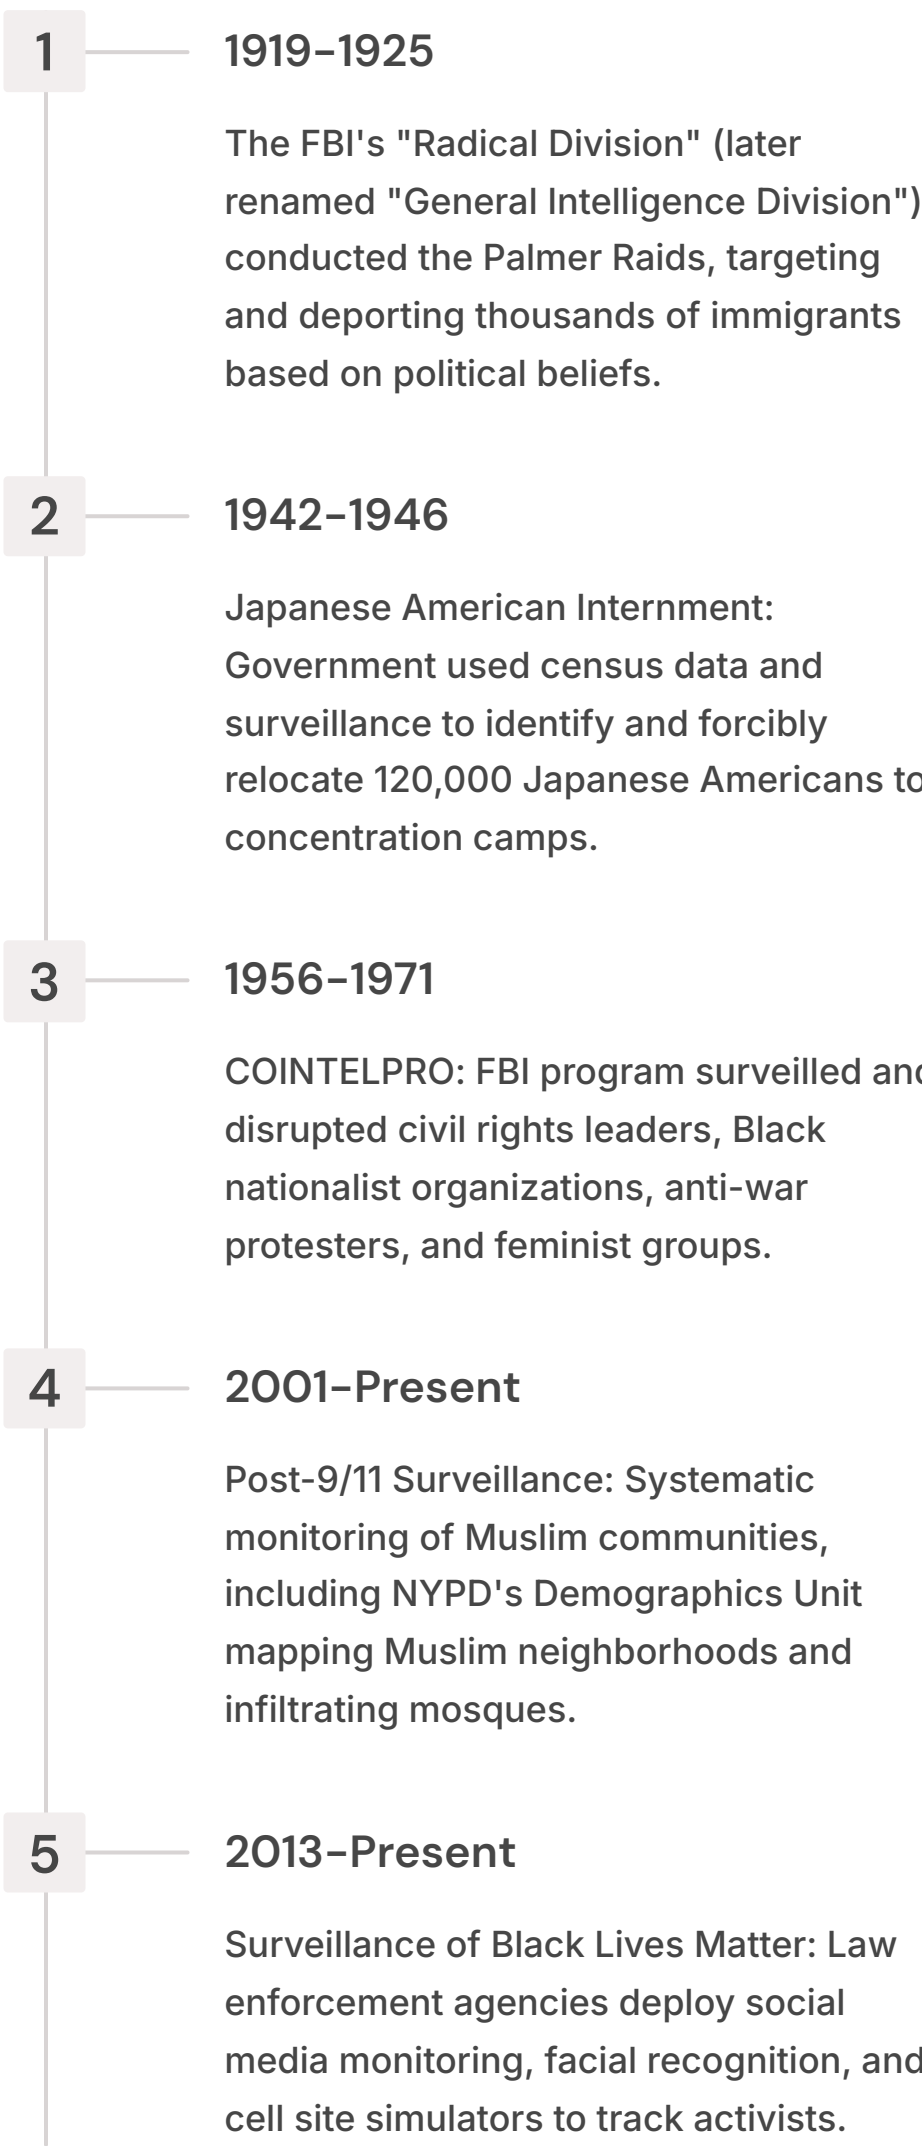 1
1919–1925
The FBI's "Radical Division" (later
renamed "General Intelligence Division")
conducted the Palmer Raids, targeting
and deporting thousands of immigrants
based on political beliefs.
2
1942–1946
Japanese American Internment:
Government used census data and
surveillance to identify and forcibly
relocate 120,000 Japanese Americans to
concentration camps.
3
1956–1971
COINTELPRO: FBI program surveilled and
disrupted civil rights leaders, Black
nationalist organizations, anti-war
protesters, and feminist groups.
4
2001–Present
Post-9/11 Surveillance: Systematic
monitoring of Muslim communities,
including NYPD's Demographics Unit
mapping Muslim neighborhoods and
infiltrating mosques.
5
2013–Present
Surveillance of Black Lives Matter: Law
enforcement agencies deploy social
media monitoring, facial recognition, and
cell site simulators to track activists.